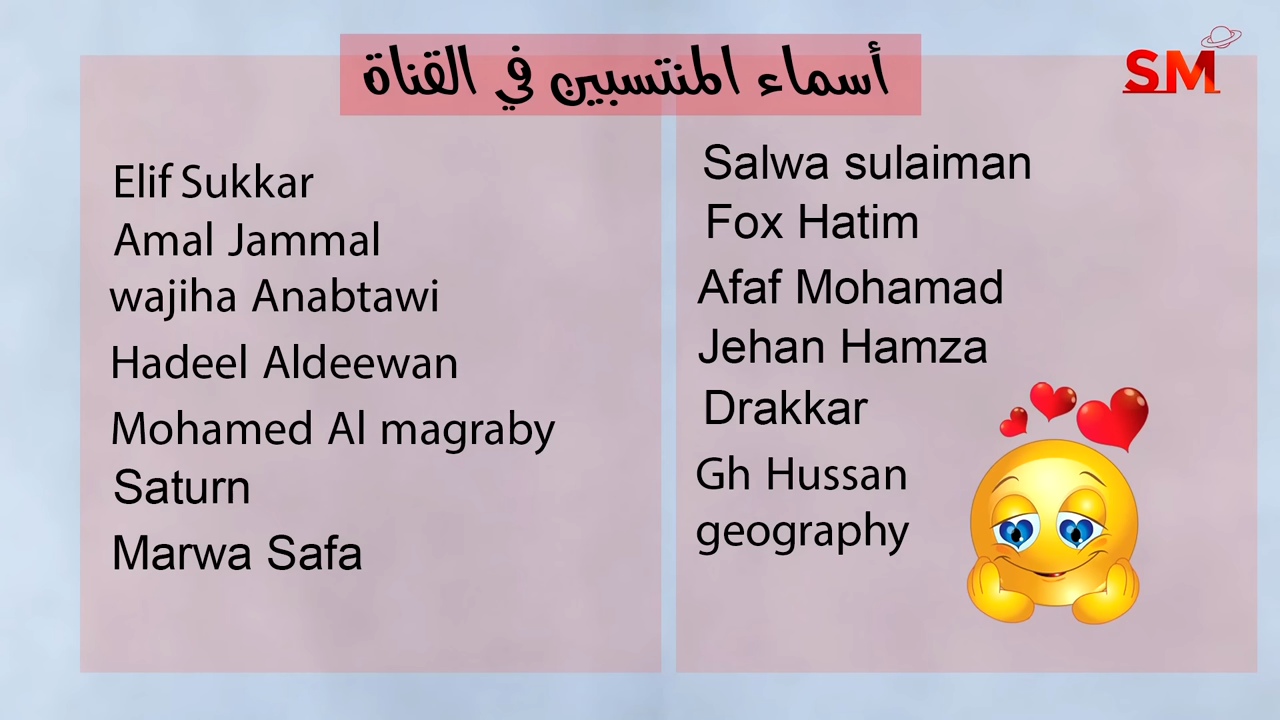 أسماء المنتسبين في القناة
SM
Elif Sukkar
Amal Jammal
wajiha Anabtawi
Hadeel Aldeewan
Mohamed Al magraby
Saturn
Marwa Safa
Salwa sulaiman
Fox Hatim
Afaf Mohamad
Jehan Hamza
Drakkar
Gh Hussan
geography